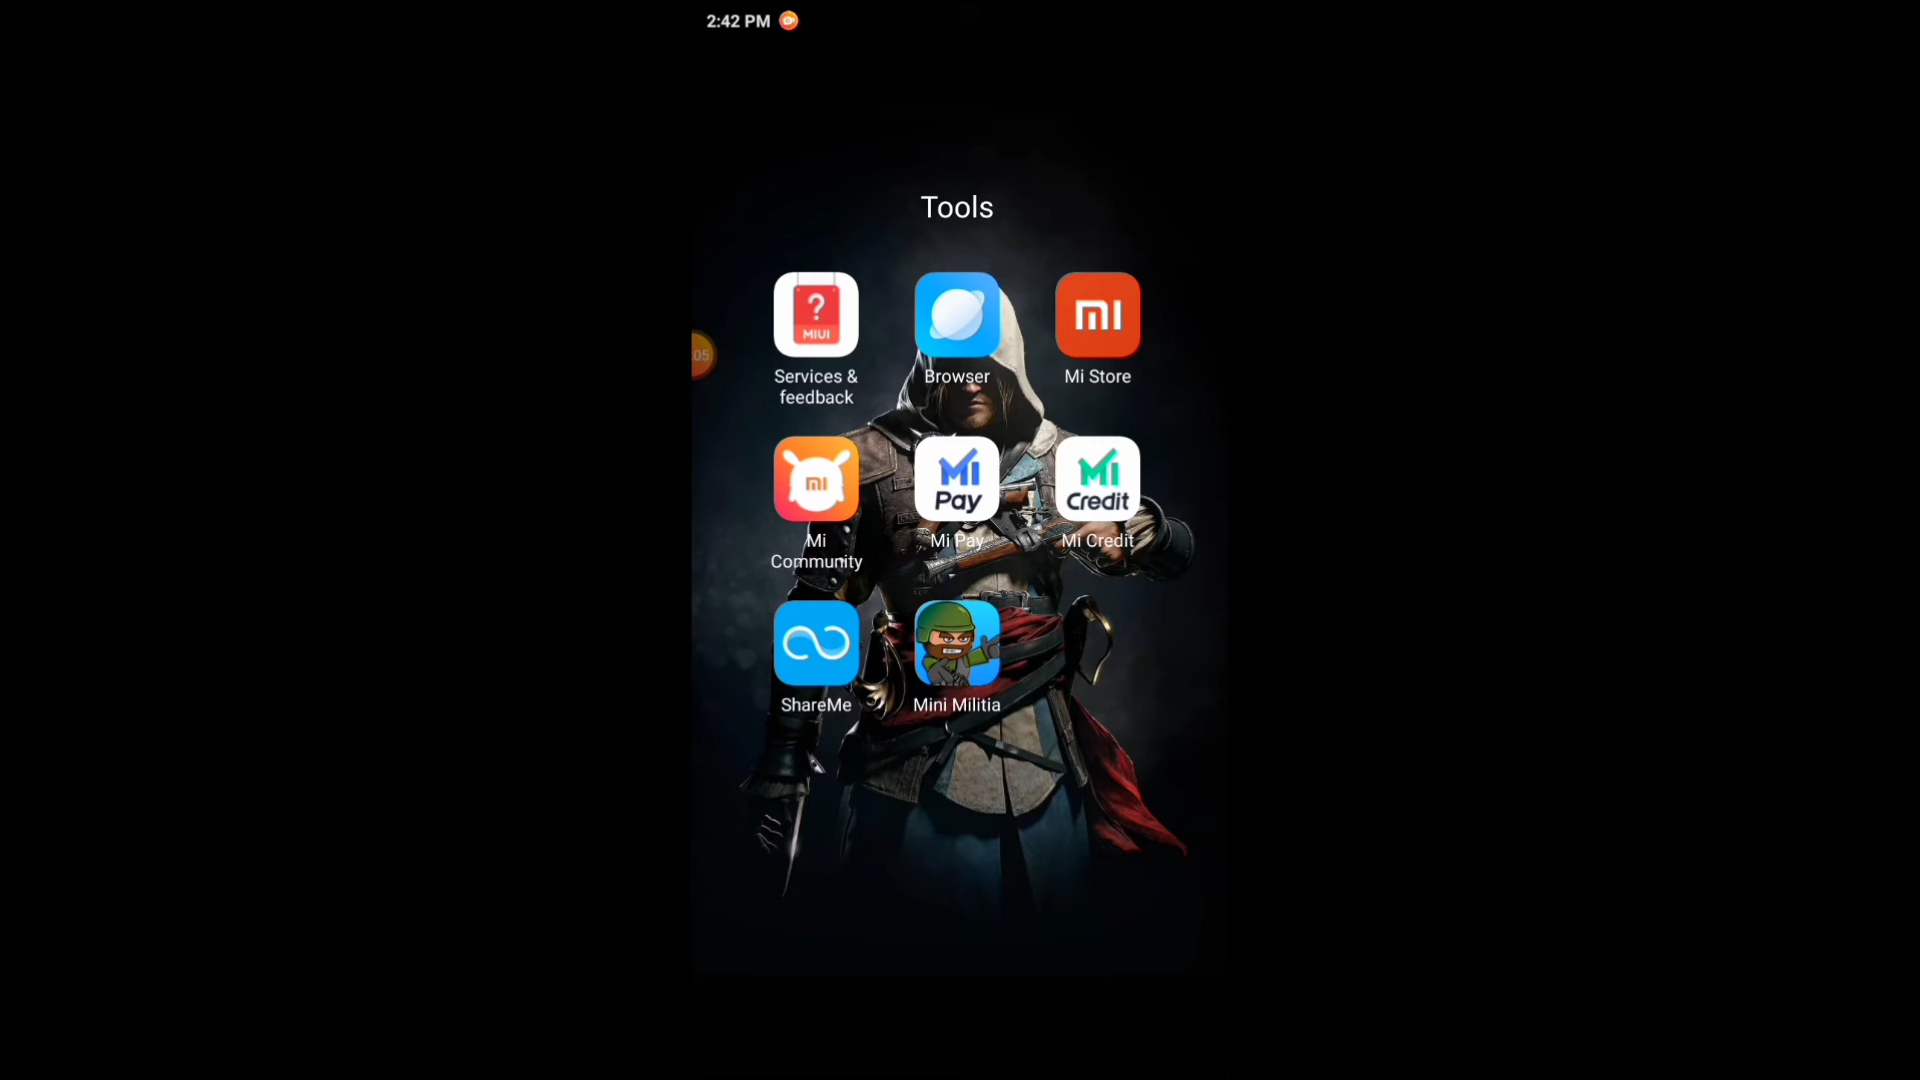 2:42 PM
Tools
?
MIUI
mi
Services &
feedback
Browser
Mi Store
:05
mi
Mi
Pay
Mi
Credit
Mi
Community
Mi Pay
Mi Credit
ShareMe
Mini Militia